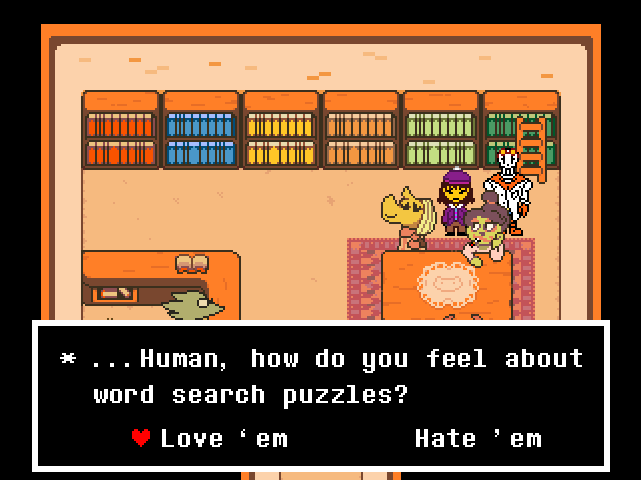 * ...Human, how do you feel about
word search puzzles?
Love ‘em Hate ’em